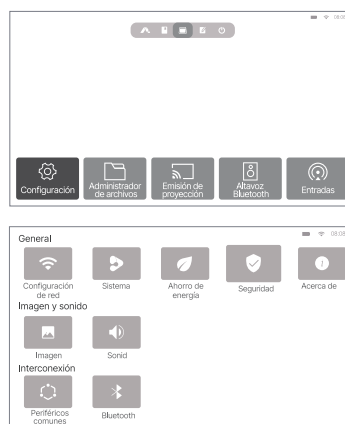 08:08
Configuración
Administrador
de archivos
Emisión de
proyección
Altavoz
Bluetooth
Entradas
08:08
General
Configuración
de red
Sistema
Ahorro de
energía
Seguridad
Acerca de
Imagen y sonido
Imagen
Sonid
Interconexión
Periféricos
comunes
Bluetooth